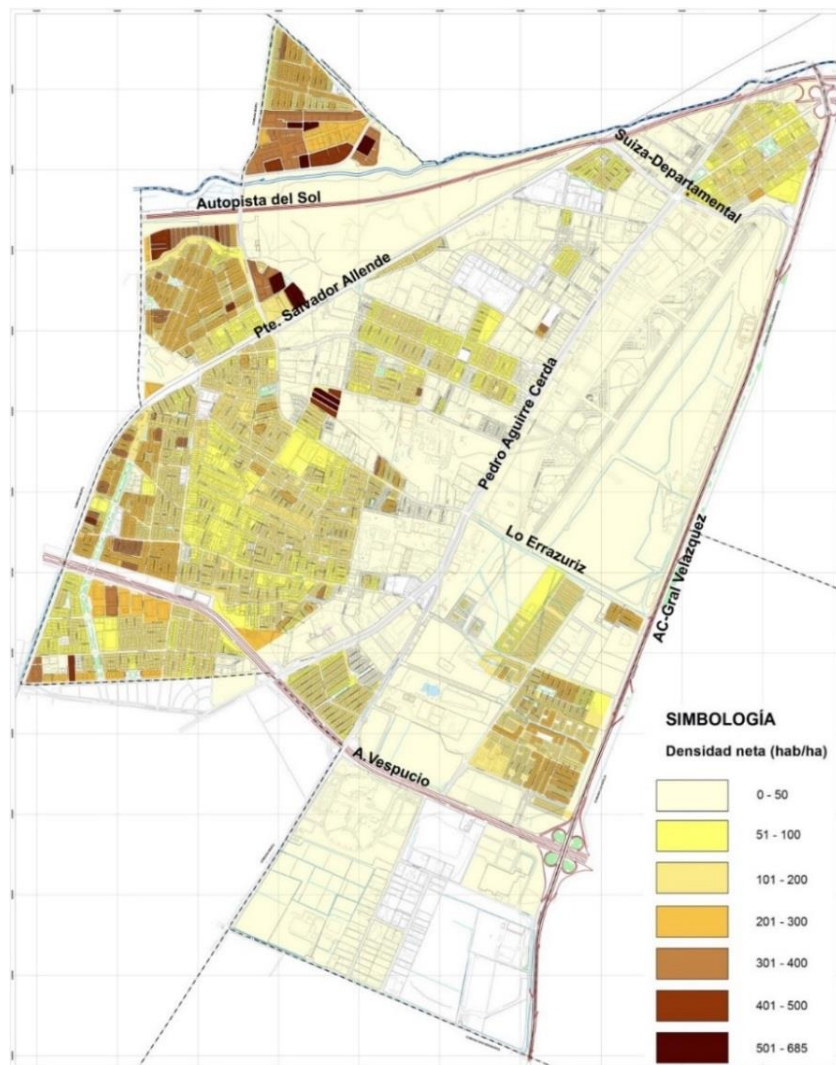 Suiza-Departamental
Autopista del Sol
Pte. Salvador Allende
Pedro Aguirre Cerda
Lo Errazuriz
AC-Gral Velázquez
A.Vespucio
SIMBOLOGÍA
Densidad neta (hab/ha)
0 - 50
51 - 100
101 - 200
201 - 300
301 - 400
401 - 500
501 - 685